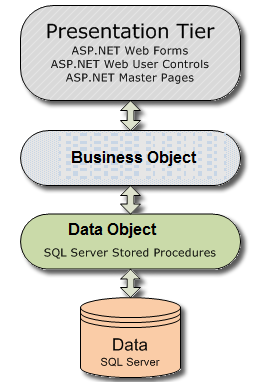 Presentation Tier
ASP.NET Web Forms
ASP.NET Web User Controls
ASP.NET Master Pages
Business Object
Data Object
SQL Server Stored Procedures
Data
SQL Server